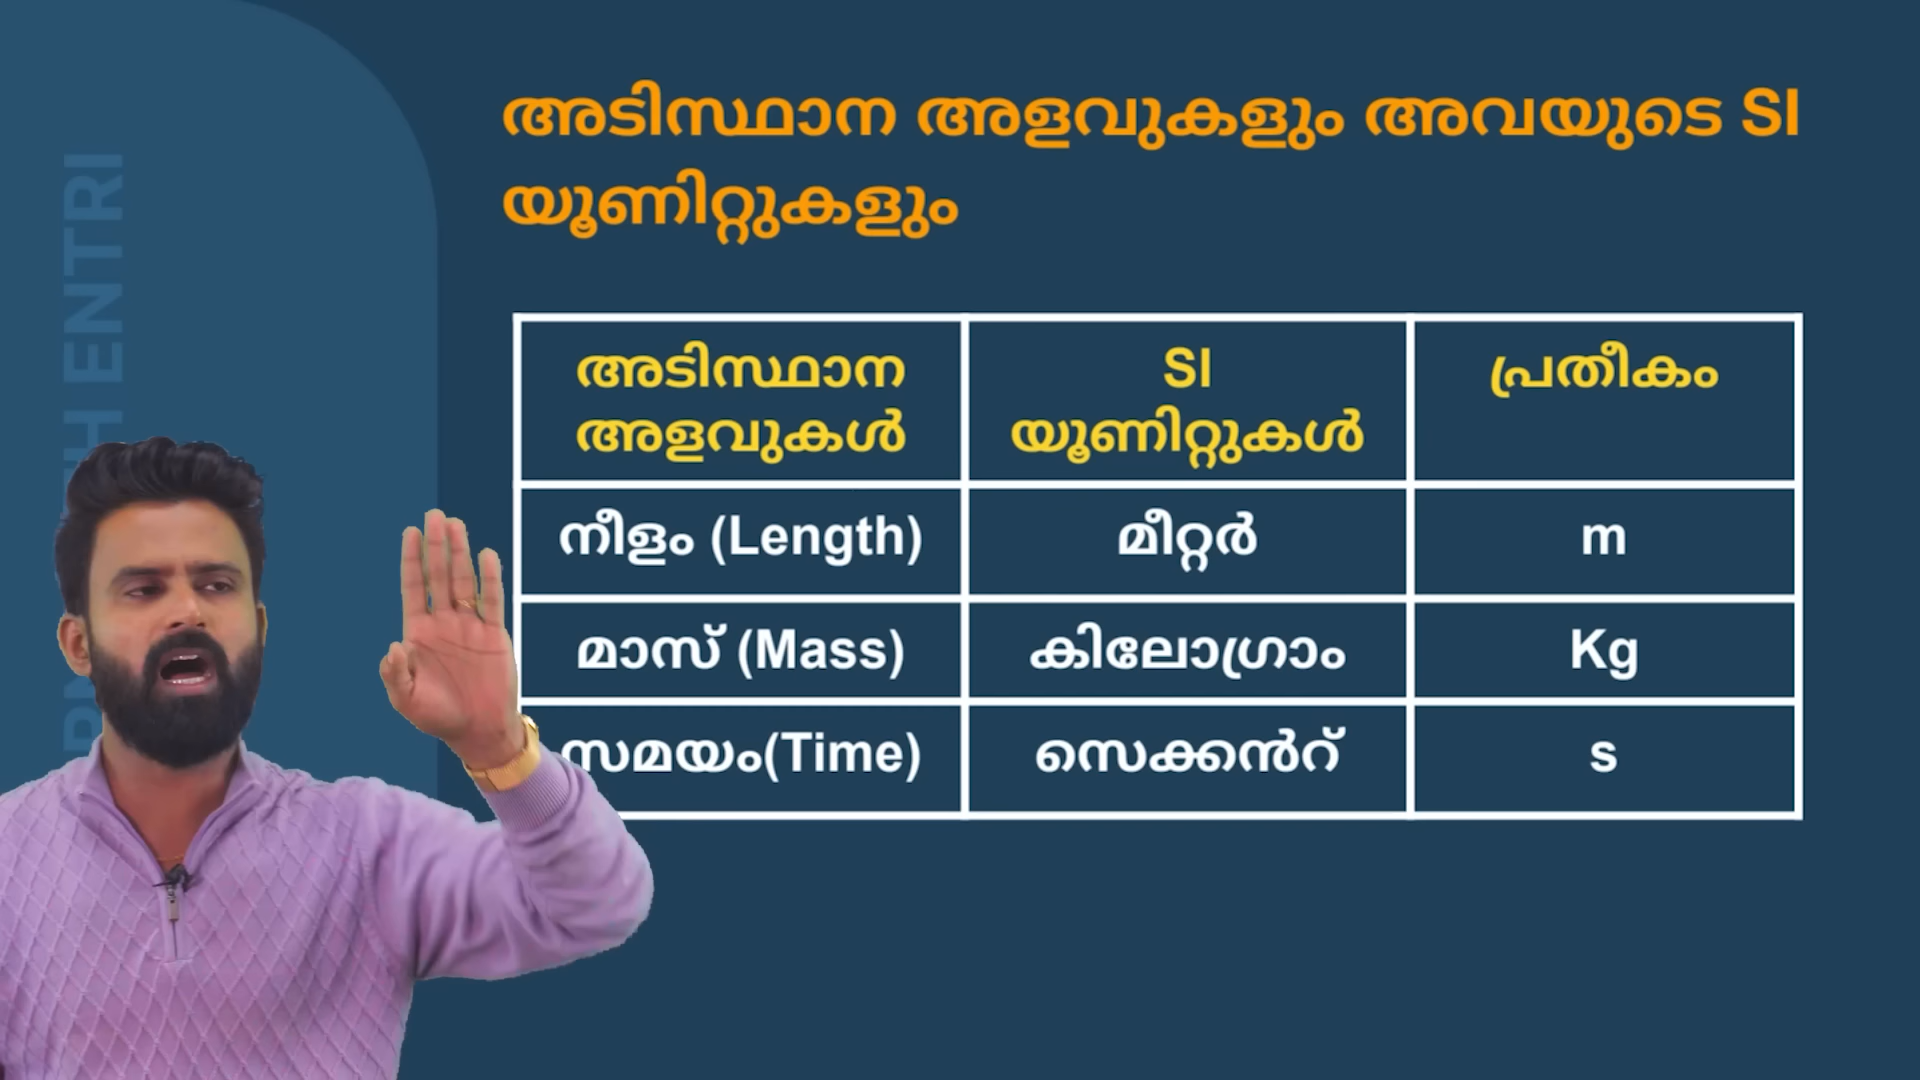 അടിസ്ഥാന അളവുകളും അവയുടെ SI
യൂണിറ്റുകളും
അടിസ്ഥാന
അളവുകൾ
SI
യൂണിറ്റുകൾ
പ്രതീകം
നീളം (Length)
മീറ്റർ
m
മാസ് (Mass)
കിലോഗ്രാം
Kg
സമയം(Time)
സെക്കൻറ്
s
ENTRI